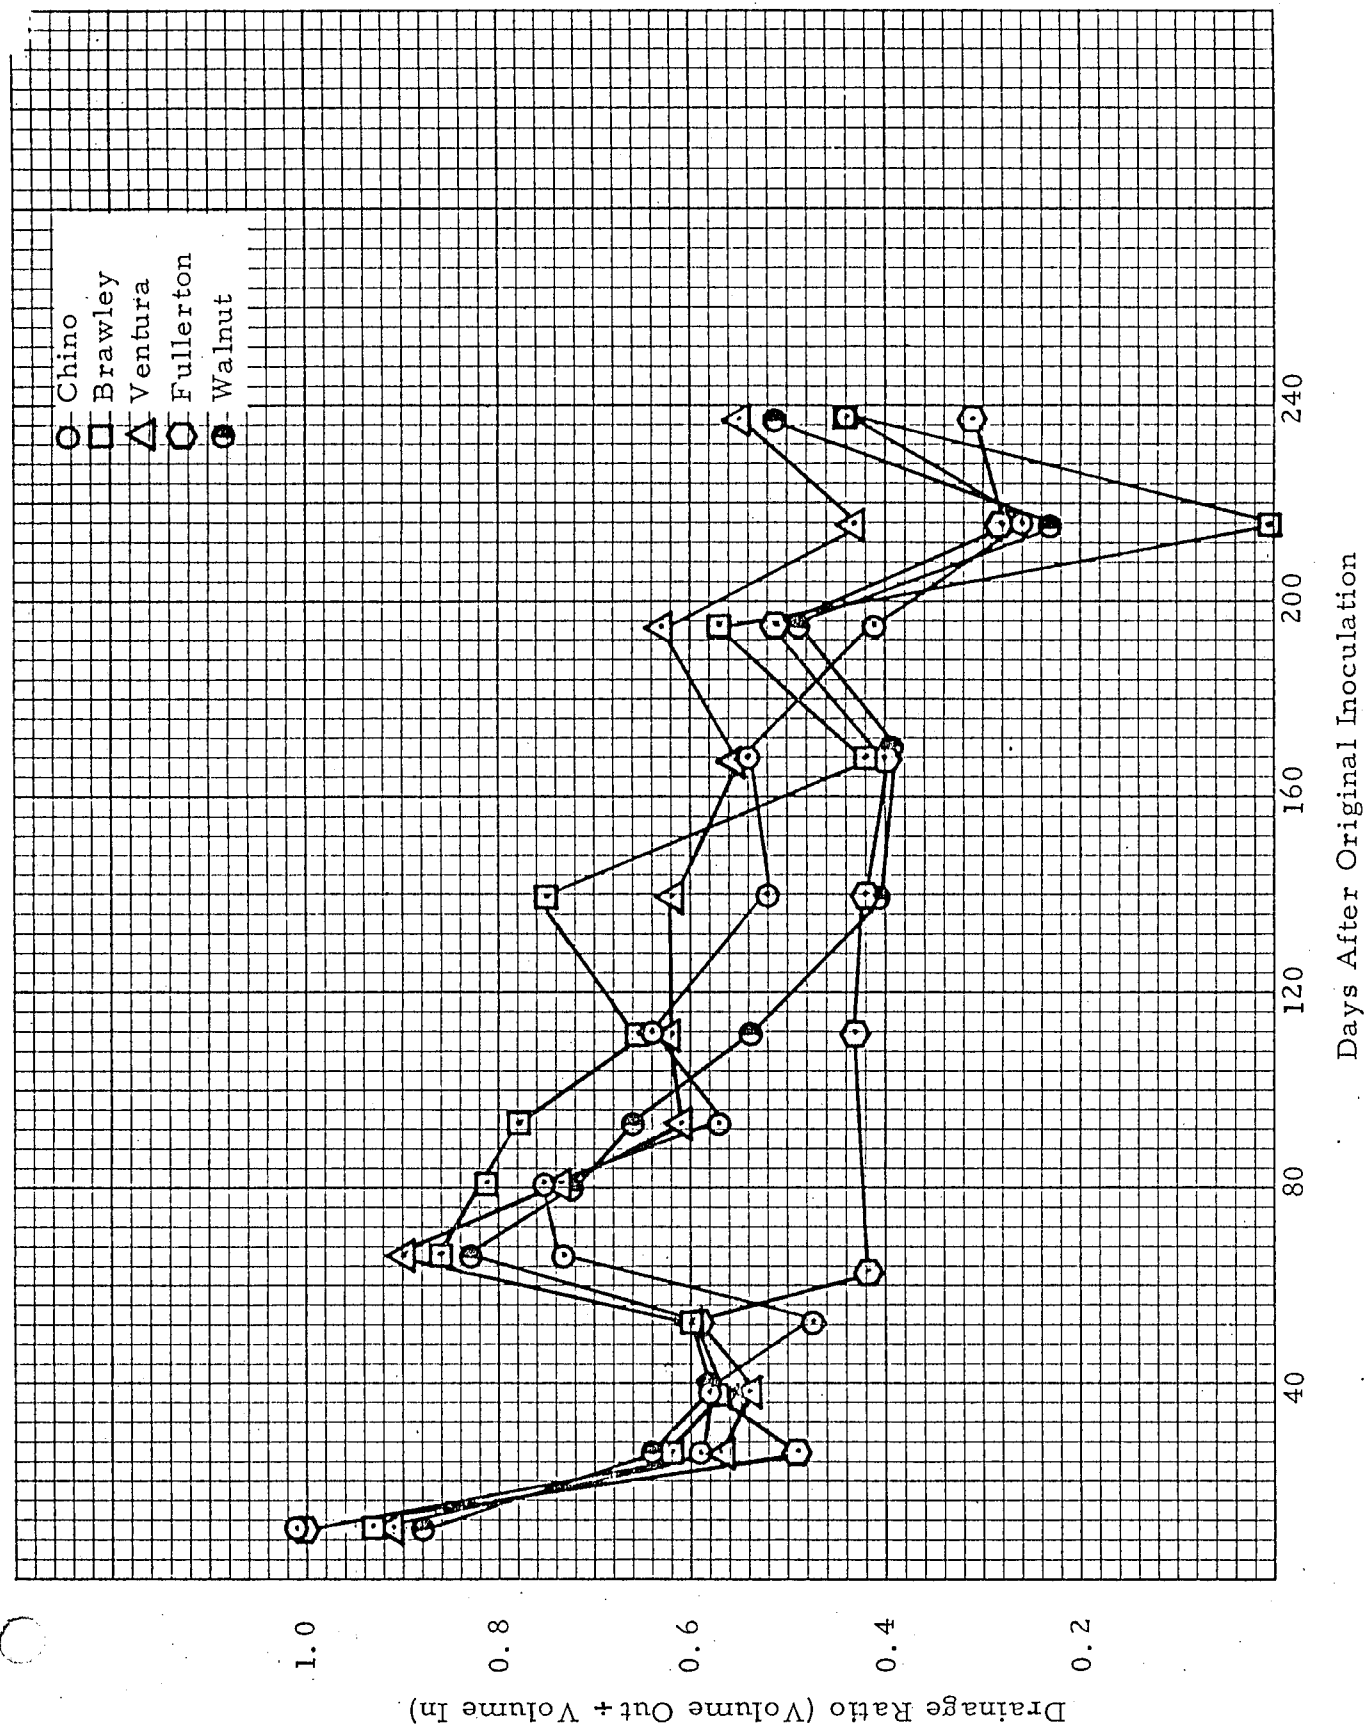 Chino
Brawley
Ventura
Fullerton
Walnut
1.0
0.8
0.6
0.4
0.2
Drainage Ratio (Volume Out ÷ Volume In)
40
80
120
160
200
240
Days After Original Inoculation